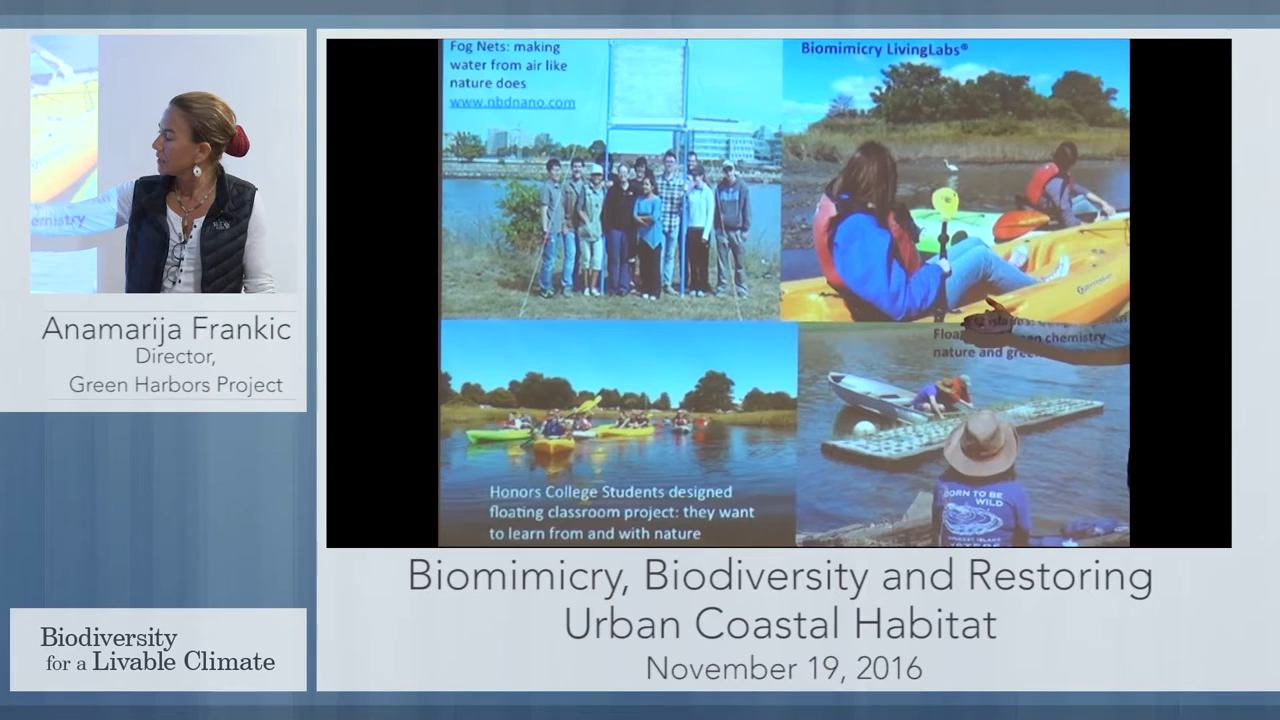 Fog Nets: making
water from air like
nature does
www.nbdnano.com
Biomimicry LivingLabs®
emistry
Anamarija Frankic
Director,
Green Harbors Project
chemistry
nature and
Honors College Students designed
floating classroom project: they want
to learn from and with nature
BORN TO BE
WILD
Biomimicry, Biodiversity and Restoring
Urban Coastal Habitat
November 19, 2016
Biodiversity
for a Livable Climate